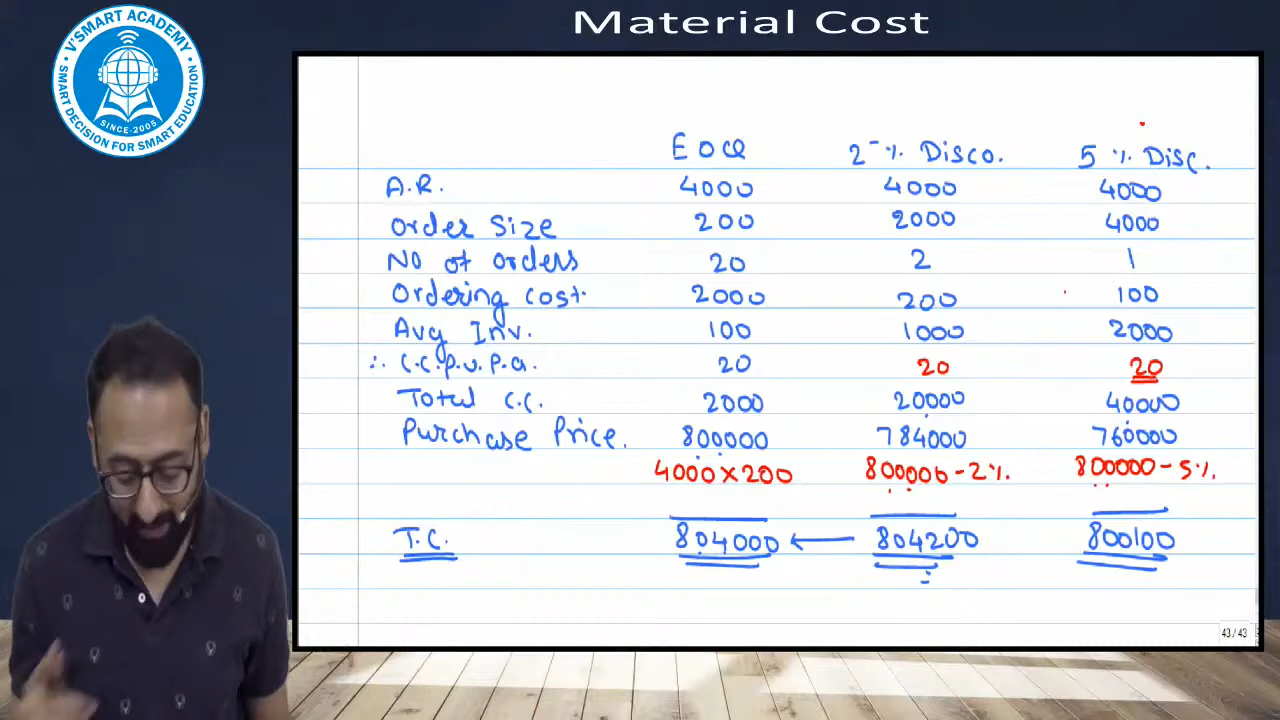 Material Cost
V'SMART ACADEMY
SINCE-2005
SMART DECISION FOR SMART EDUCATION
EOQ 2% Disco. 5% Disc.
A.R. 4000 4000 4000
Order Size 200 2000 4000
No of orders 20 2 1
Ordering cost 2000 200 100
Avg Inv. 100 1000 2000
∴ C.C.p.u.p.a. 20 20 20
Total C.C. 2000 20000 40000
Purchase Price. 800000 784000 760000
4000×200 800000-2% 800000-5%
T.C. 804000 ← 804200 800100
43/43